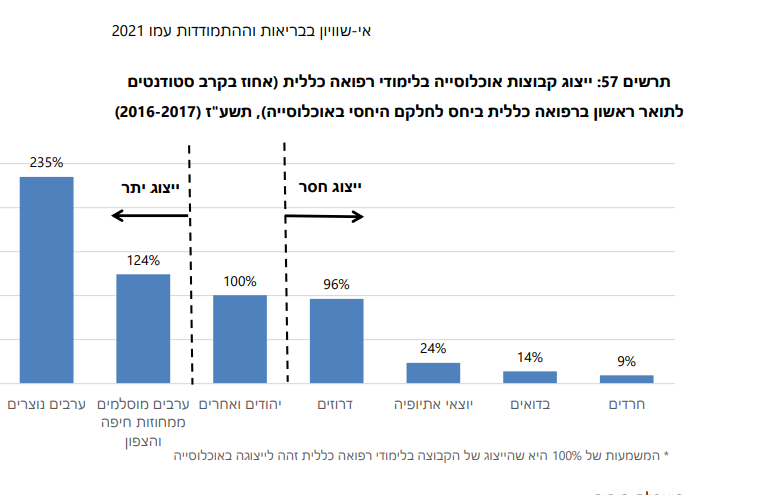 אי-שוויון בבריאות וההתמודדות עמו 2021
תרשים 57: ייצוג קבוצות אוכלוסייה בלימודי רפואה כללית (אחוז בקרב סטודנטים
לתואר ראשון ברפואה כללית ביחס לחלקם היחסי באוכלוסייה), תשע"ז (2016-2017)
235%
ייצוג יתר
ייצוג חסר
124%
100%
96%
24%
14%
9%
ערבים נוצרים
ערבים מוסלמים
ממחוזות חיפה
והצפון
יהודים ואחרים
דרוזים
יוצאי אתיופיה
בדואים
חרדים
* המשמעות של 100% היא שהייצוג של הקבוצה בלימודי רפואה כללית זהה לייצוגה באוכלוסייה